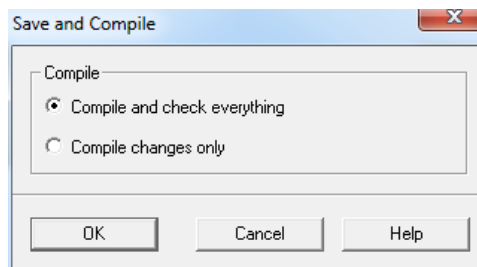 Save and Compile
Compile
Compile and check everything
Compile changes only
OK Cancel Help